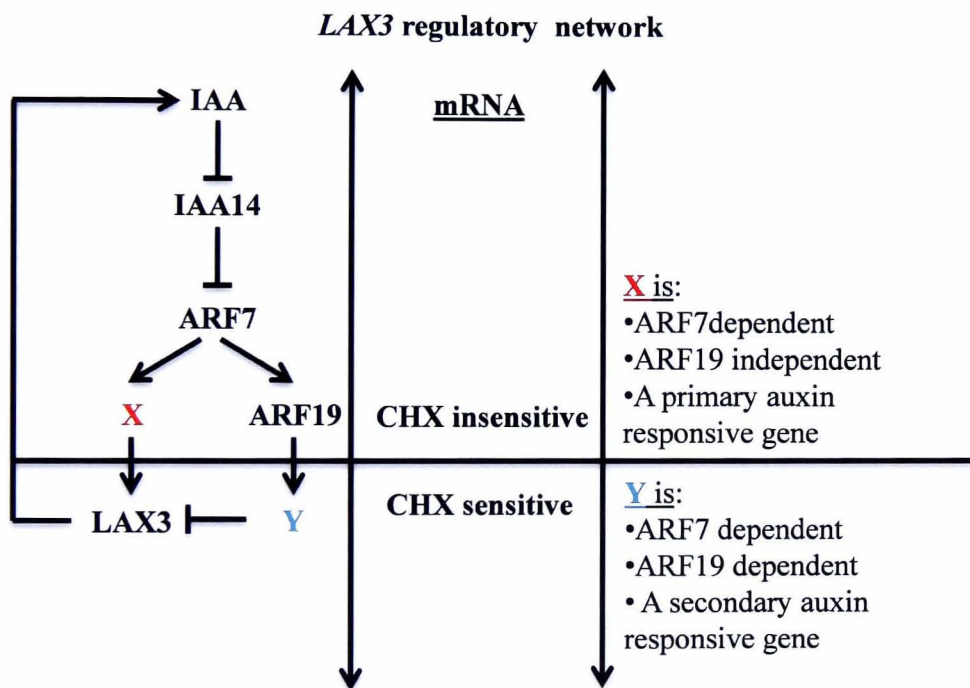 LAX3 regulatory network
IAA
mRNA
IAA14
ARF7
X
ARF19
CHX insensitive
X is:
•ARF7dependent
•ARF19 independent
•A primary auxin
responsive gene
LAX3
Y
CHX sensitive
Y is:
•ARF7 dependent
•ARF19 dependent
• A secondary auxin
responsive gene